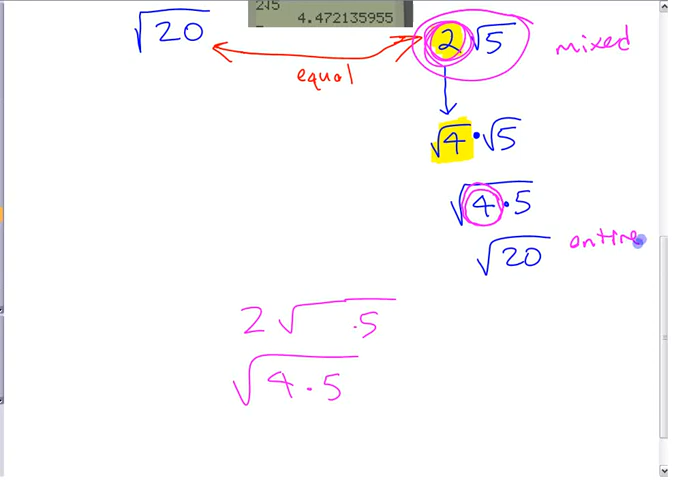 2√5
4.472135955
√20
2√5 mixed
equal
√4·√5
√4·5
√20 entire
2√ ·5
√4·5